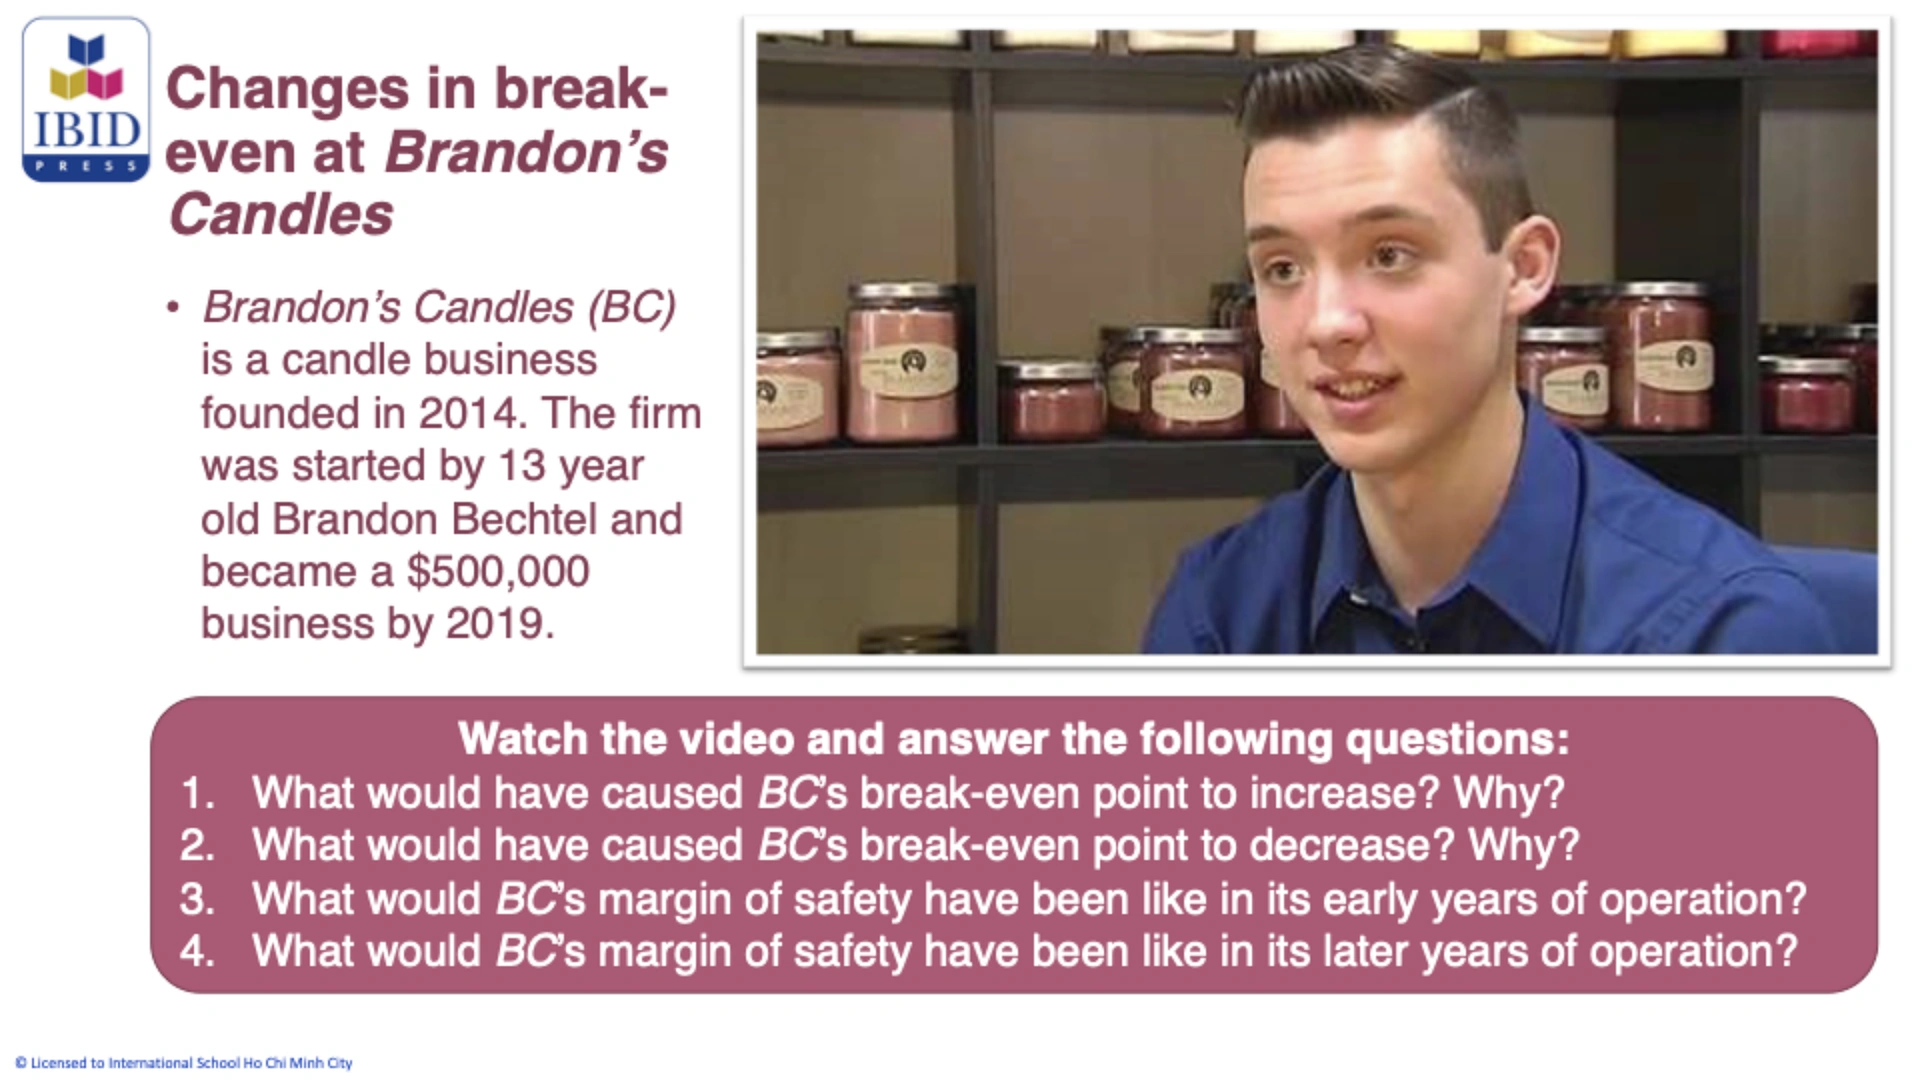 IBID
PRESS
Changes in break-
even at Brandon's
Candles
• Brandon's Candles (BC)
is a candle business
founded in 2014. The firm
was started by 13 year
old Brandon Bechtel and
became a $500,000
business by 2019.
Watch the video and answer the following questions:
1. What would have caused BC's break-even point to increase? Why?
2. What would have caused BC's break-even point to decrease? Why?
3. What would BC's margin of safety have been like in its early years of operation?
4. What would BC's margin of safety have been like in its later years of operation?
© Licensed to International School Ho Chi Minh City